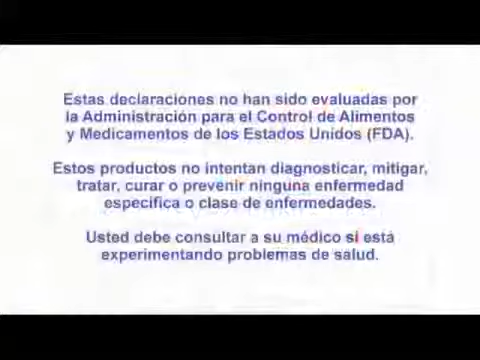 Estas declaraciones no han sido evaluadas por
la Administración para el Control de Alimentos
y Medicamentos de los Estados Unidos (FDA).
Estos productos no intentan diagnosticar, mitigar,
tratar, curar o prevenir ninguna enfermedad
especifica o clase de enfermedades.
Usted debe consultar a su médico si está
experimentando problemas de salud.